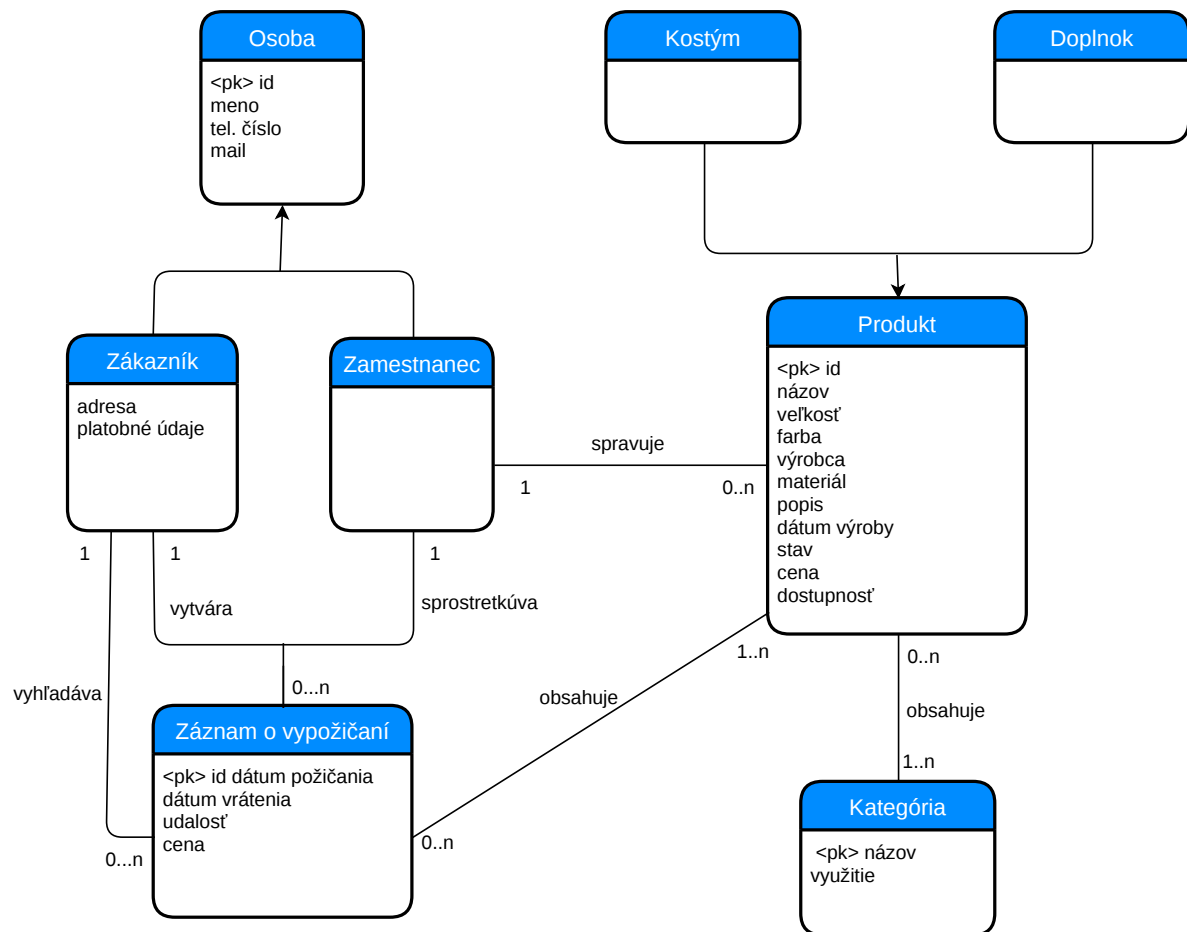 Osoba
<pk> id
meno
tel. číslo
mail
Kostým
Doplnok
Zákazník
adresa
platobné údaje
Zamestnanec
Produkt
<pk> id
názov
veľkosť
farba
výrobca
materiál
popis
dátum výroby
stav
cena
dostupnosť
spravuje
1
0..n
1
1
1
vytvára
sprostretkúva
vyhľadáva
0...n
obsahuje
1..n
0..n
obsahuje
1..n
Záznam o vypožičaní
<pk> id dátum požičania
dátum vrátenia
udalosť
cena
0...n
0..n
Kategória
<pk> názov
využitie